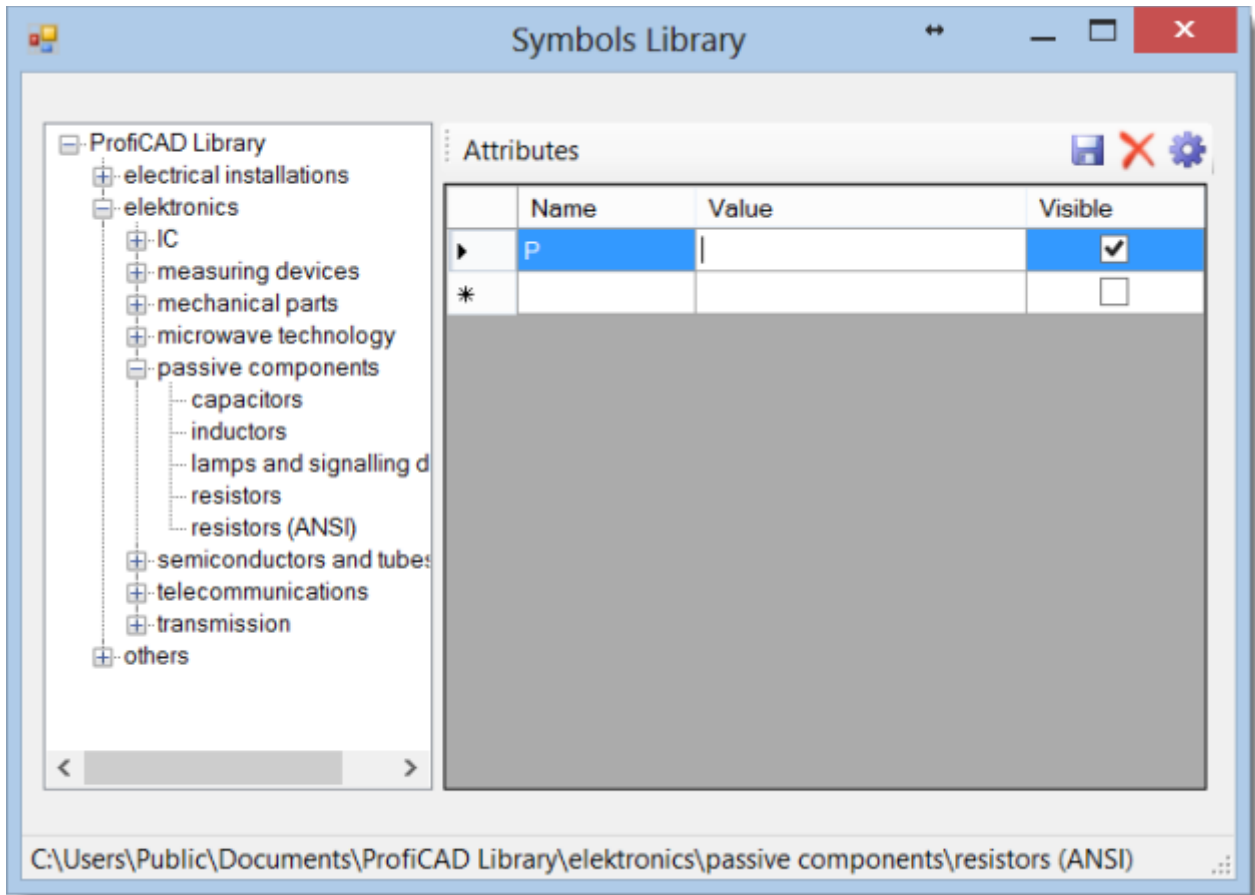 Symbols Library
ProfiCAD Library
electrical installations
elektronics
IC
measuring devices
mechanical parts
microwave technology
passive components
capacitors
inductors
lamps and signalling d
resistors
resistors (ANSI)
semiconductors and tubes
telecommunications
transmission
others
Attributes
Name Value Visible
P
C:\Users\Public\Documents\ProfiCAD Library\elektronics\passive components\resistors (ANSI)